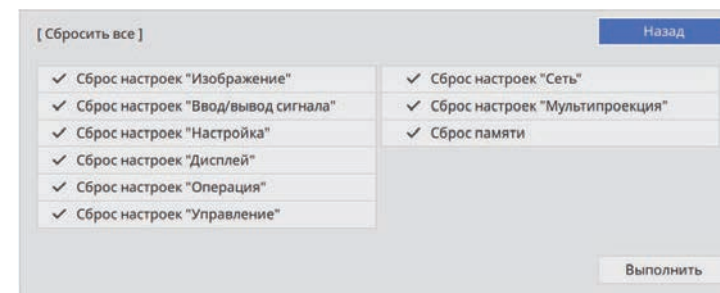 [ Сбросить все ]
Назад
✓ Сброс настроек "Изображение"
✓ Сброс настроек "Ввод/вывод сигнала"
✓ Сброс настроек "Настройка"
✓ Сброс настроек "Дисплей"
✓ Сброс настроек "Операция"
✓ Сброс настроек "Управление"
✓ Сброс настроек "Сеть"
✓ Сброс настроек "Мультипроекция"
✓ Сброс памяти
Выполнить